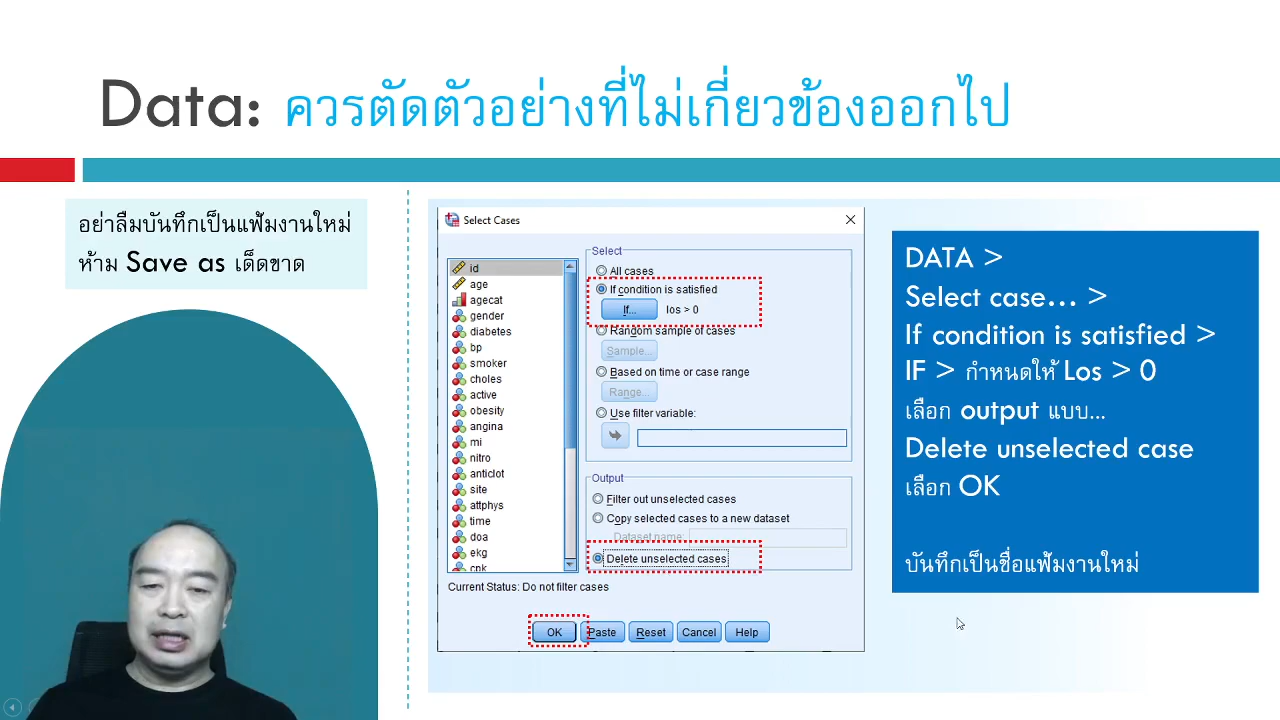 Data: ควรตัดตัวอย่างที่ไม่เกี่ยวข้องออกไป
อย่าลืมบันทึกเป็นแฟ้มงานใหม่
ห้าม Save as เด็ดขาด
Select Cases
id
age
agecat
gender
diabetes
bp
smoker
choles
active
obesity
angina
mi
nitro
anticlot
site
attphys
time
doa
ekg
cpk
Select
All cases
If condition is satisfied
If... los > 0
Random sample of cases
Sample...
Based on time or case range
Range...
Use filter variable:
Output
Filter out unselected cases
Copy selected cases to a new dataset
Dataset name:
Delete unselected cases
Current Status: Do not filter cases
OK Paste Reset Cancel Help
DATA >
Select case... >
If condition is satisfied >
IF > กำหนดให้ Los > 0
เลือก output แบบ...
Delete unselected case
เลือก OK
บันทึกเป็นชื่อแฟ้มงานใหม่